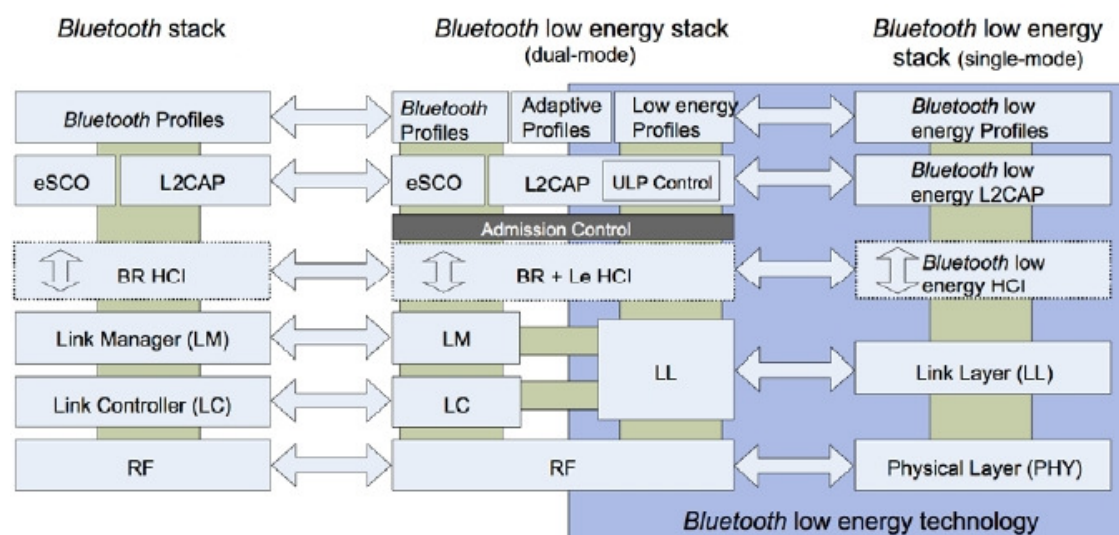 Bluetooth stack
Bluetooth low energy stack
(dual-mode)
Bluetooth low energy
stack (single-mode)
Bluetooth Profiles
Bluetooth
Profiles
Adaptive
Profiles
Low energy
Profiles
Bluetooth low
energy Profiles
eSCO
L2CAP
eSCO
L2CAP
ULP Control
Bluetooth low
energy L2CAP
Admission Control
BR HCI
BR + Le HCI
Bluetooth low
energy HCI
Link Manager (LM)
LM
LL
Link Layer (LL)
Link Controller (LC)
LC
RF
RF
Physical Layer (PHY)
Bluetooth low energy technology